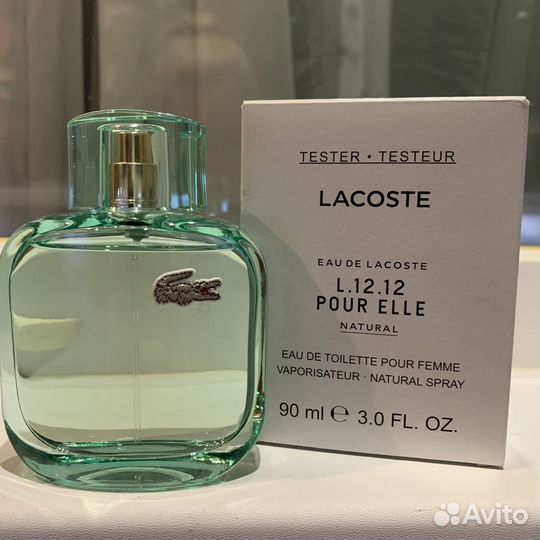 TESTER • TESTEUR
LACOSTE
EAU DE LACOSTE
L.12.12
POUR ELLE
NATURAL
EAU DE TOILETTE POUR FEMME
VAPORISATEUR · NATURAL SPRAY
90 ml ℮ 3.0 FL. OZ.
Avito